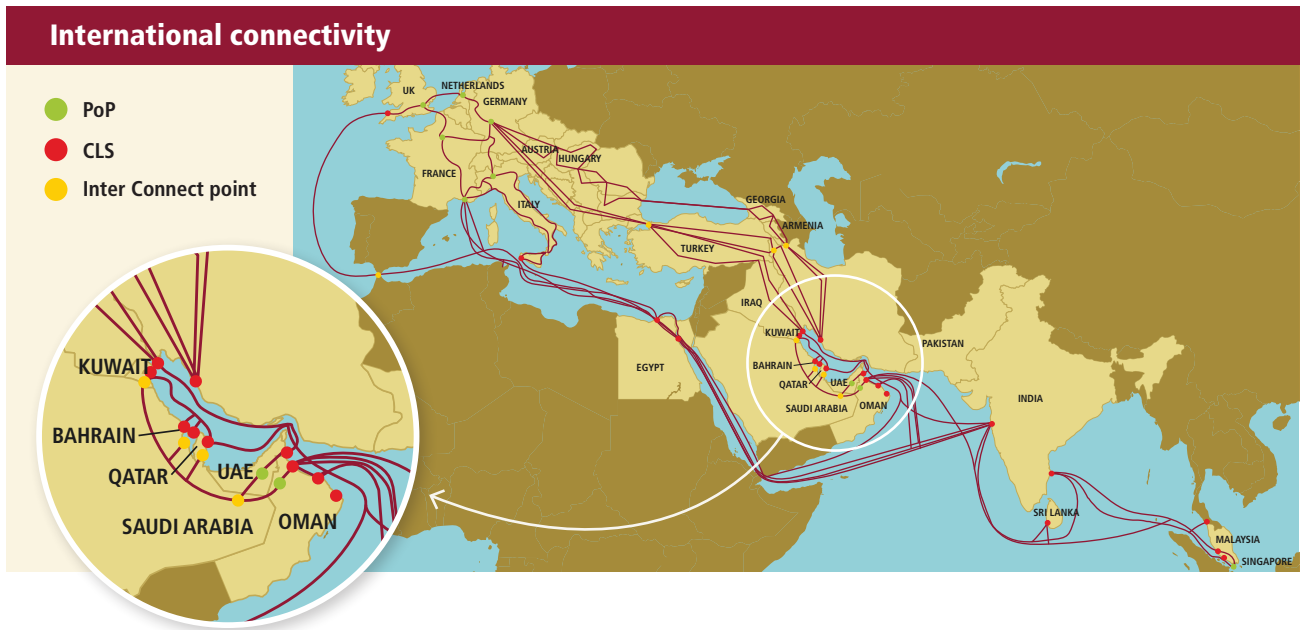 International connectivity
PoP
CLS
Inter Connect point
UK
NETHERLANDS
GERMANY
AUSTRIA
HUNGARY
FRANCE
ITALY
GEORGIA
ARMENIA
TURKEY
IRAQ
KUWAIT
PAKISTAN
BAHRAIN
EGYPT
QATAR
UAE
SAUDI ARABIA
OMAN
INDIA
SRI LANKA
MALAYSIA
SINGAPORE
KUWAIT
BAHRAIN
QATAR
UAE
SAUDI ARABIA
OMAN